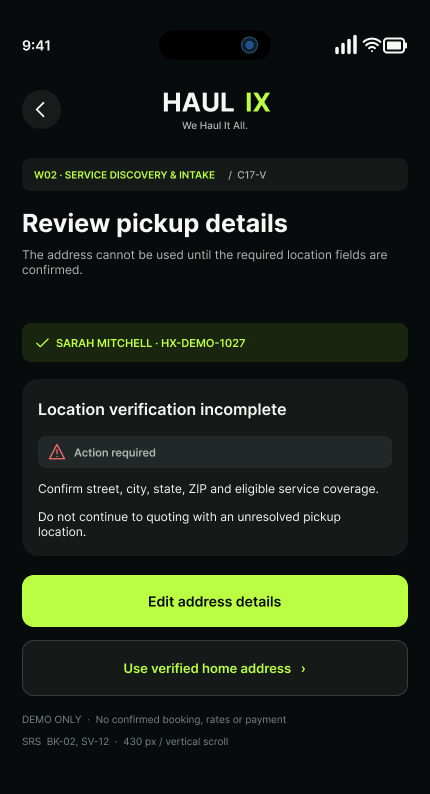 9:41
HAUL IX
We Haul It All.
W02 · SERVICE DISCOVERY & INTAKE / C17-V
Review pickup details
The address cannot be used until the required location fields are
confirmed.
SARAH MITCHELL · HX-DEMO-1027
Location verification incomplete
Action required
Confirm street, city, state, ZIP and eligible service coverage.
Do not continue to quoting with an unresolved pickup
location.
Edit address details
Use verified home address ›
DEMO ONLY · No confirmed booking, rates or payment
SRS BK-02, SV-12 · 430 px / vertical scroll